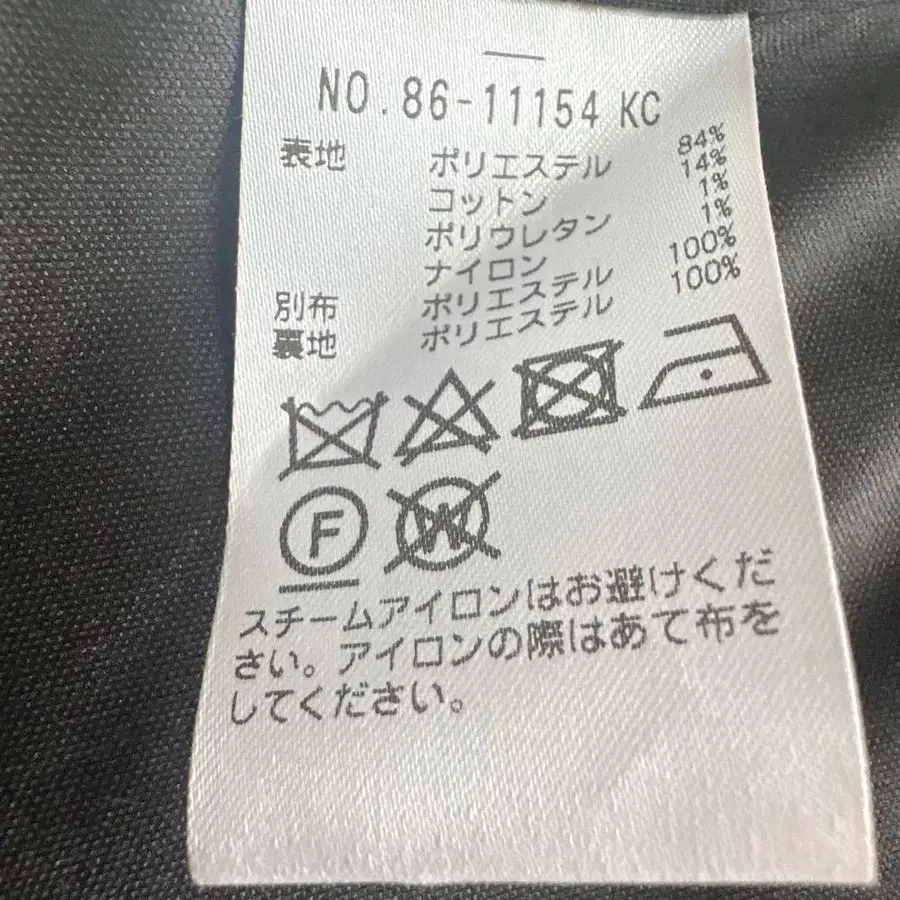 NO.86-11154 KC
表地 ポリエステル 84%
コットン 14%
ポリウレタン 1%
ナイロン 1%
別布 ポリエステル 100%
裏地 ポリエステル 100%
F W
スチームアイロンはお避けくだ
さい。アイロンの際はあて布を
してください。